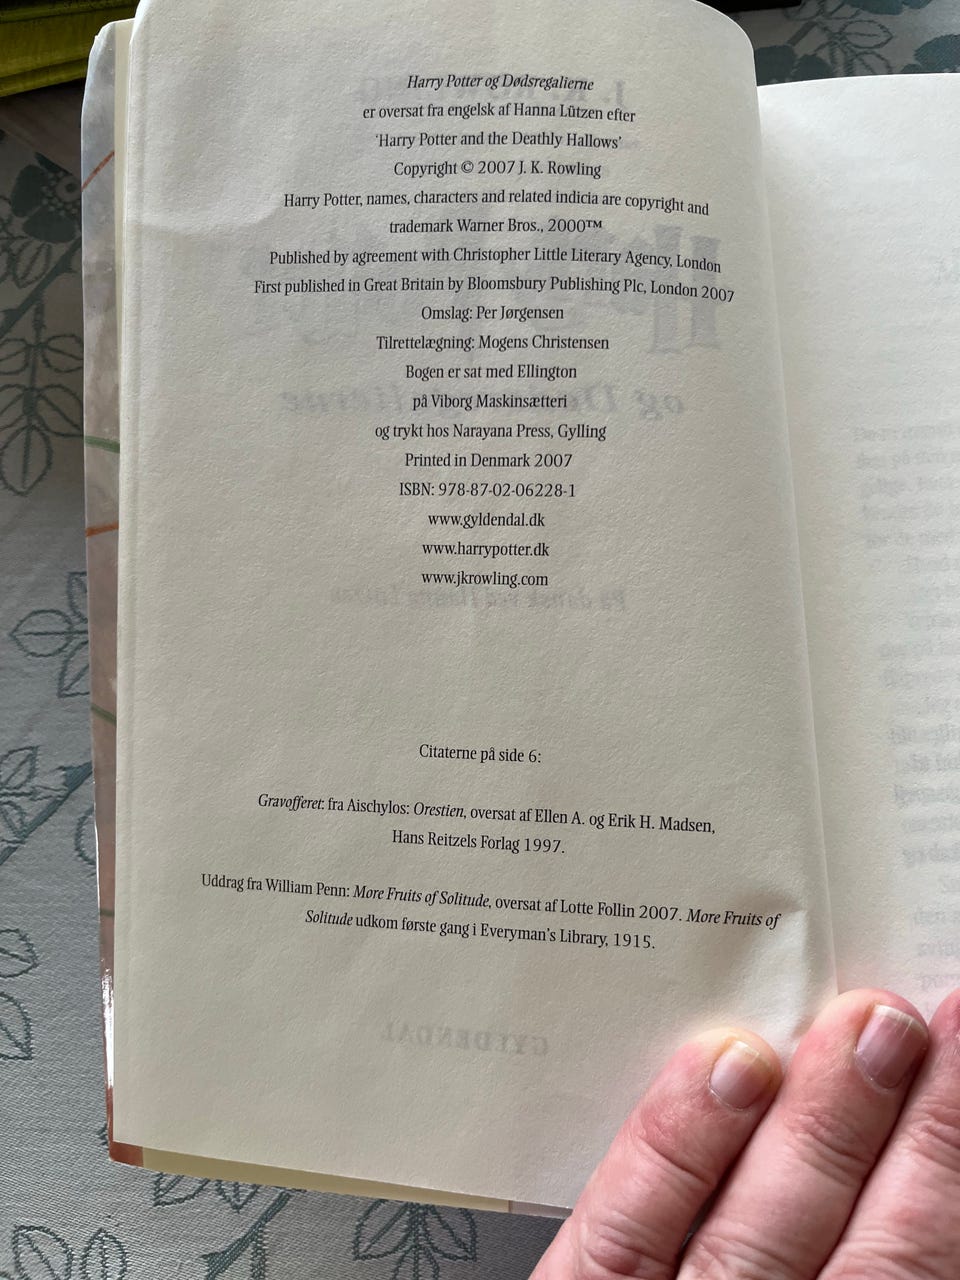 Harry Potter og Dødsregalierne
er oversat fra engelsk af Hanna Lützen efter
'Harry Potter and the Deathly Hallows'
Copyright © 2007 J. K. Rowling
Harry Potter, names, characters and related indicia are copyright and
trademark Warner Bros., 2000™
Published by agreement with Christopher Little Literary Agency, London
First published in Great Britain by Bloomsbury Publishing Plc, London 2007
Omslag: Per Jørgensen
Tilrettelægning: Mogens Christensen
Bogen er sat med Ellington
på Viborg Maskinsætteri
og trykt hos Narayana Press, Gylling
Printed in Denmark 2007
ISBN: 978-87-02-06228-1
www.gyldendal.dk
www.harrypotter.dk
www.jkrowling.com
Citaterne på side 6:
Gravofferet: fra Aischylos: Orestien, oversat af Ellen A. og Erik H. Madsen,
Hans Reitzels Forlag 1997.
Uddrag fra William Penn: More Fruits of Solitude, oversat af Lotte Follin 2007. More Fruits of
Solitude udkom første gang i Everyman's Library, 1915.